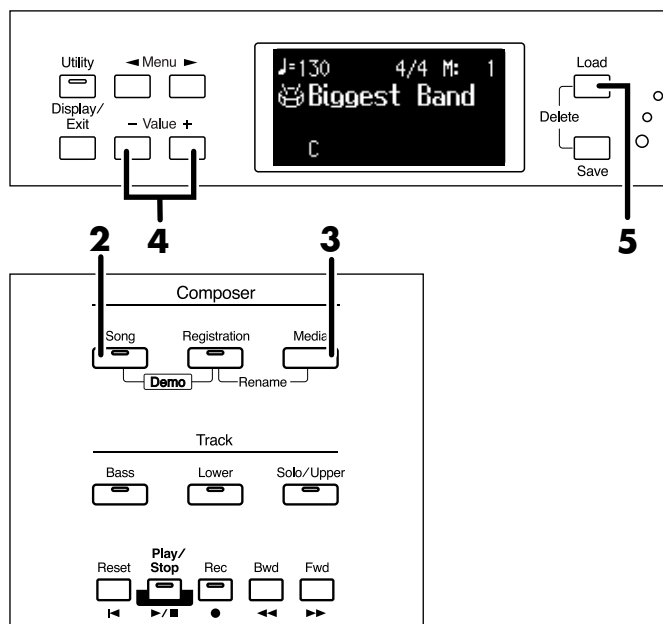 Utility ◄ Menu ► Load
♩=130 4/4 M: 1
Biggest Band
Display/
Exit
− Value +
Delete
C
Save
4 5
2 3
Composer
Song Registration Media
Demo Rename
Track
Bass Lower Solo/Upper
Play/
Reset Stop Rec Bwd Fwd
|◄ ►/■ ● ◄◄ ►►